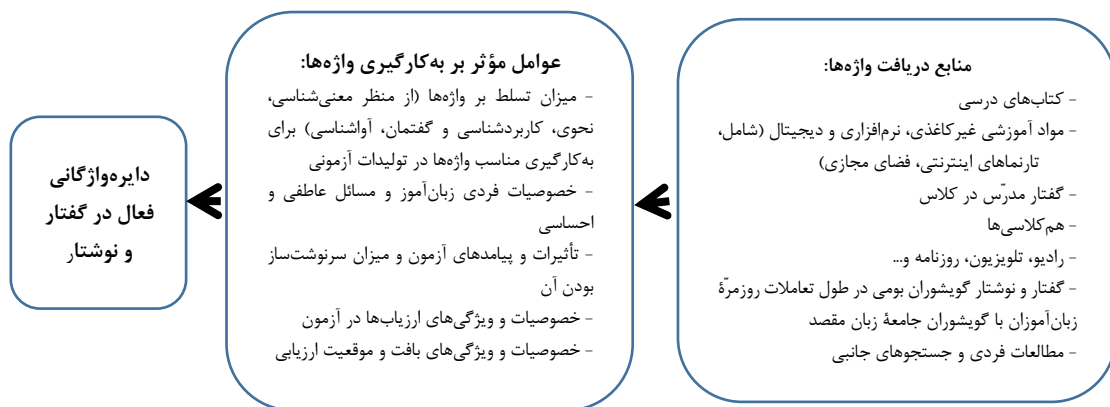 منابع دریافت واژه‌ها:
- کتاب‌های درسی
- مواد آموزشی غیرکاغذی، نرم‌افزاری و دیجیتال (شامل،
تارنماهای اینترنتی، فضای مجازی)
- گفتار مدرّس در کلاس
- هم‌کلاسی‌ها
- رادیو، تلویزیون، روزنامه و...
- گفتار و نوشتار گویشوران بومی در طول تعاملات روزمرّۀ
زبان‌آموزان با گویشوران جامعۀ زبان مقصد
- مطالعات فردی و جستجوهای جانبی
عوامل مؤثر بر به‌کارگیری واژه‌ها:
- میزان تسلط بر واژه‌ها (از منظر معنی‌شناسی،
نحوی، کاربردشناسی و گفتمان، آواشناسی) برای
به‌کارگیری مناسب واژه‌ها در تولیدات آزمونی
- خصوصیات فردی زبان‌آموز و مسائل عاطفی و
احساسی
- تأثیرات و پیامدهای آزمون و میزان سرنوشت‌ساز
بودن آن
- خصوصیات و ویژگی‌های ارزیاب‌ها در آزمون
- خصوصیات و ویژگی‌های بافت و موقعیت ارزیابی
دایره‌واژگانی
فعال در گفتار
و نوشتار